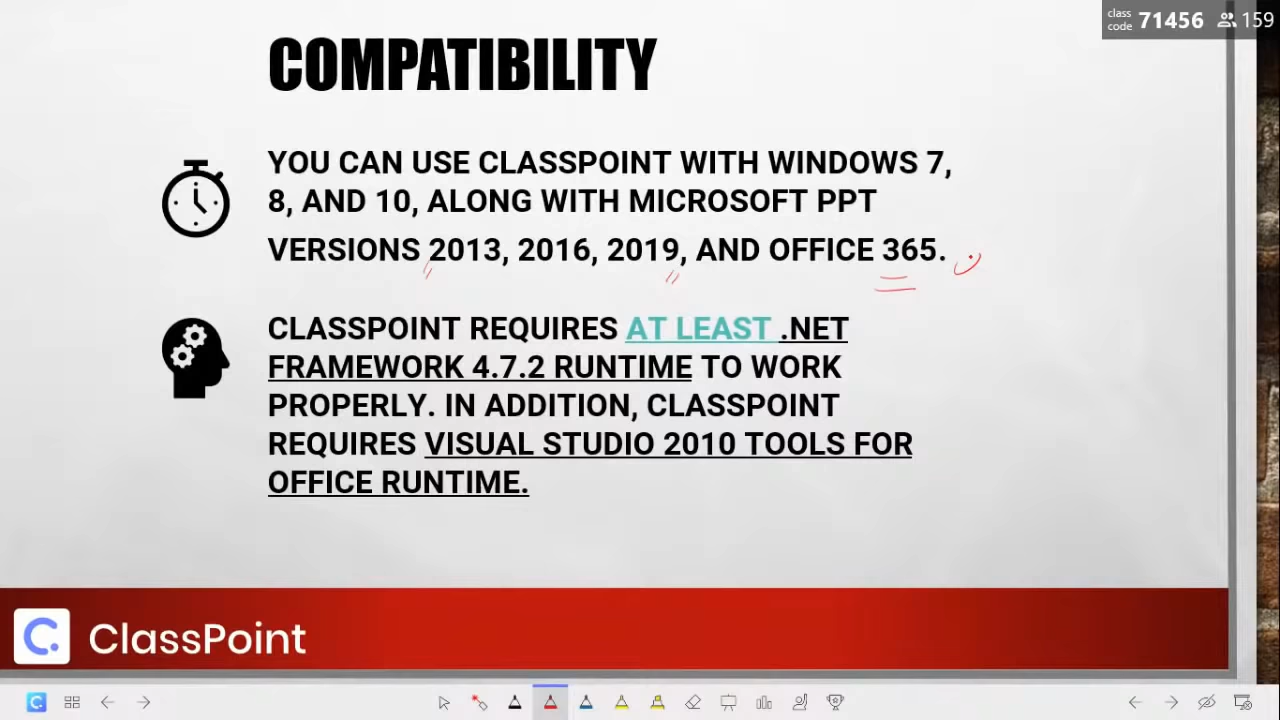 class code 71456 159
COMPATIBILITY
YOU CAN USE CLASSPOINT WITH WINDOWS 7,
8, AND 10, ALONG WITH MICROSOFT PPT
VERSIONS 2013, 2016, 2019, AND OFFICE 365.
CLASSPOINT REQUIRES AT LEAST .NET
FRAMEWORK 4.7.2 RUNTIME TO WORK
PROPERLY. IN ADDITION, CLASSPOINT
REQUIRES VISUAL STUDIO 2010 TOOLS FOR
OFFICE RUNTIME.
ClassPoint